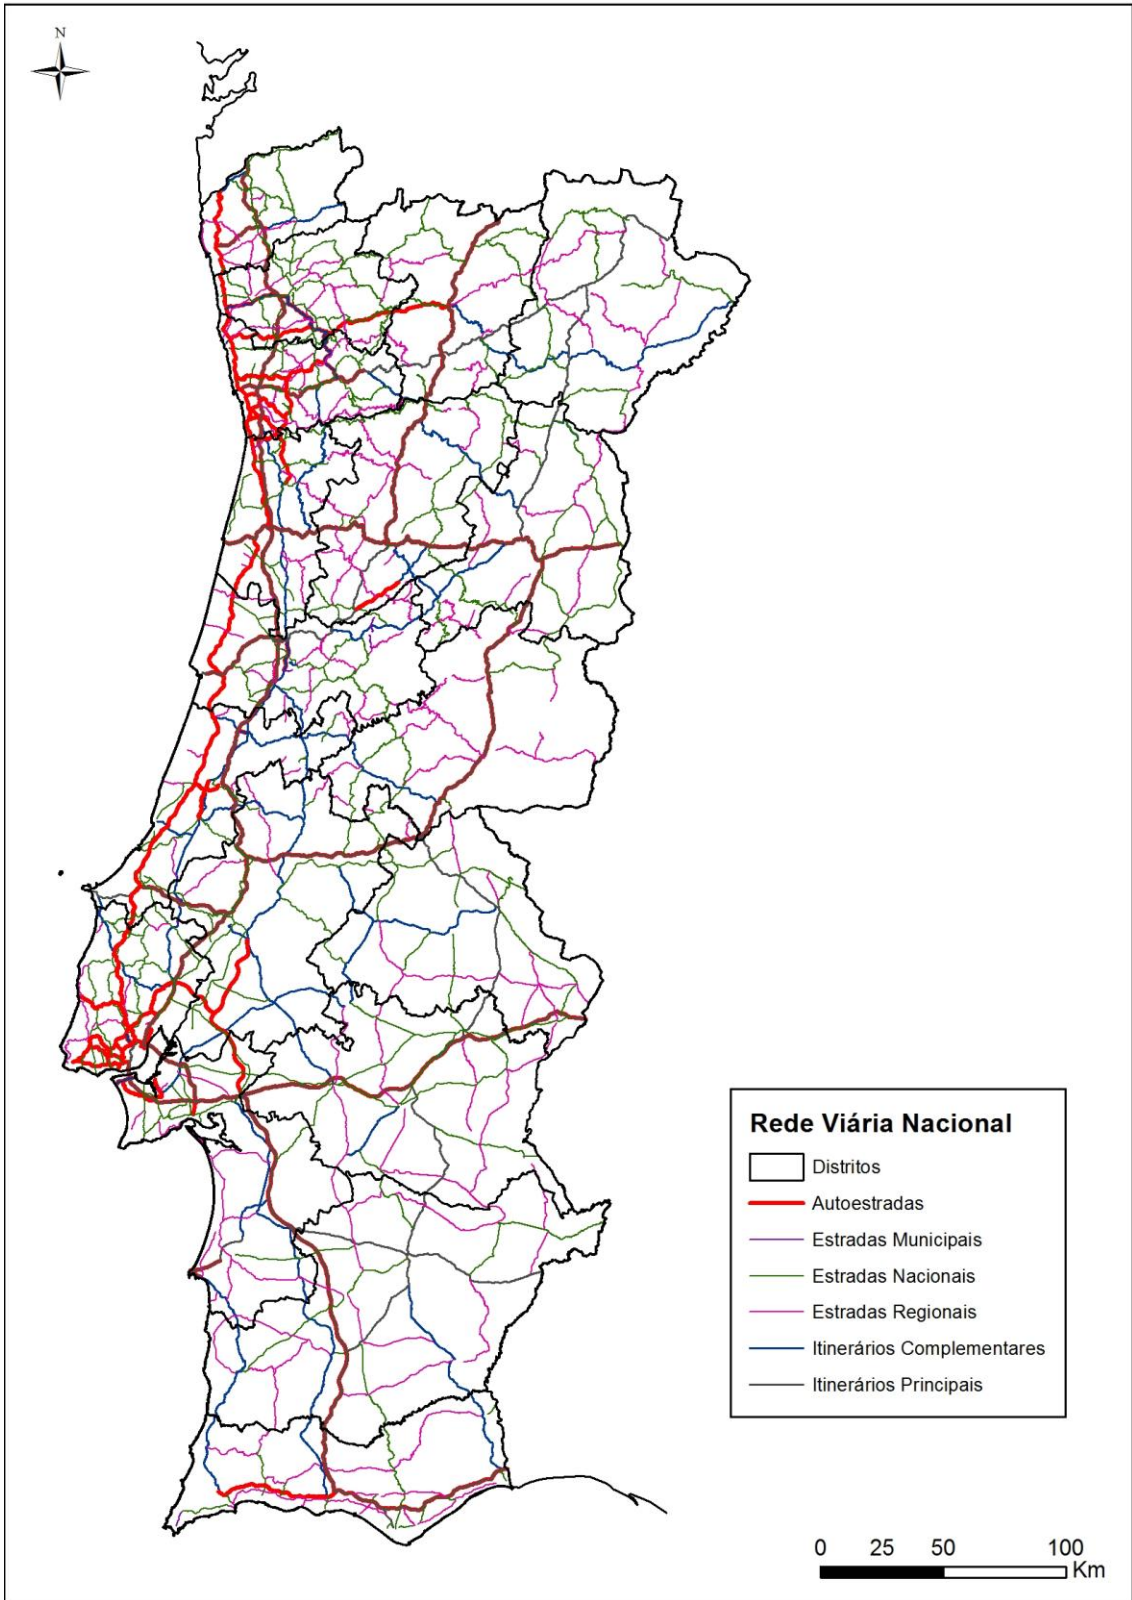 N
Rede Viária Nacional
Distritos
Autoestradas
Estradas Municipais
Estradas Nacionais
Estradas Regionais
Itinerários Complementares
Itinerários Principais
0 25 50 100
Km